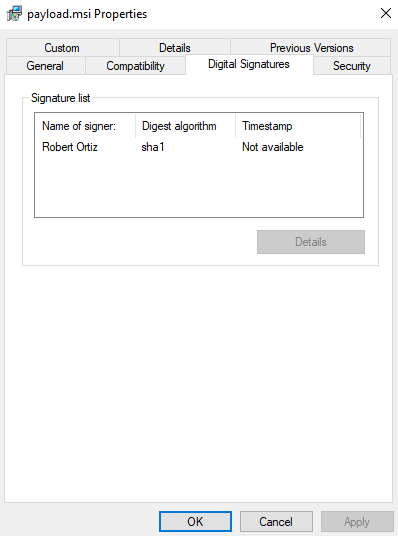 payload.msi Properties
Custom Details Previous Versions
General Compatibility Digital Signatures Security
Signature list
Name of signer: Digest algorithm Timestamp
Robert Ortiz sha1 Not available
Details
OK Cancel Apply